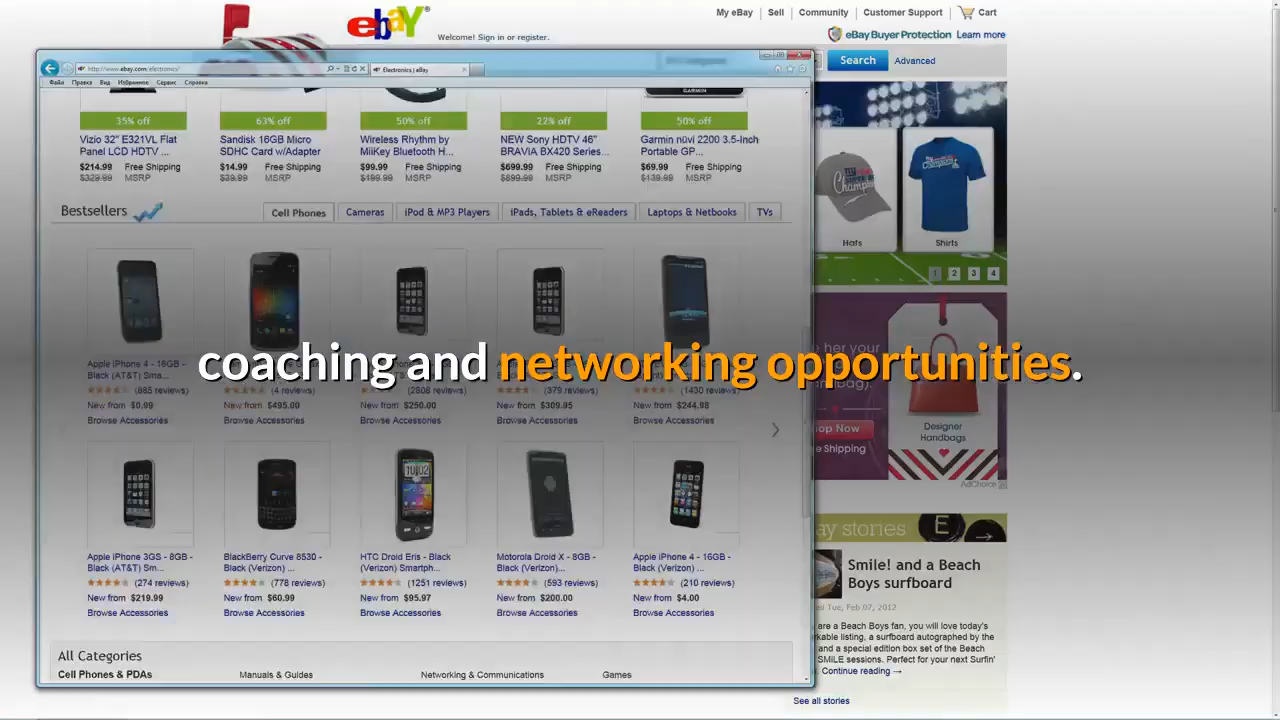 My eBay Sell Community Customer Support Cart
ebay®
Welcome! Sign in or register.
eBay Buyer Protection Learn more
Search Advanced
http://www.ebay.com/electronics/
Electronics | eBay
Файл Правка Вид Избранное Сервис Справка
GARMIN
35% off 63% off 50% off 22% off 50% off
Vizio 32" E321VL Flat Sandisk 16GB Micro Wireless Rhythm by NEW Sony HDTV 46" Garmin nüvi 2200 3.5-Inch
Panel LCD HDTV ... SDHC Card w/Adapter MiiKey Bluetooth H... BRAVIA BX420 Series... Portable GP...
$214.99 Free Shipping $14.99 Free Shipping $99.99 Free Shipping $699.99 Free Shipping $69.99 Free Shipping
$329.99 MSRP $39.99 MSRP $199.99 MSRP $899.99 MSRP $139.99 MSRP
Bestsellers
Cell Phones Cameras iPod & MP3 Players iPads, Tablets & eReaders Laptops & Netbooks TVs
Hats Shirts
1 2 3 4
coaching and networking opportunities.
Apple iPhone 4 - 16GB -
Black (AT&T) Sma...
(885 reviews) (4 reviews) (2808 reviews) (379 reviews) (1430 reviews)
New from $0.99 New from $495.00 New from $250.00 New from $309.95 New from $244.98
Browse Accessories Browse Accessories Browse Accessories Browse Accessories Browse Accessories
her your
Shipping
Designer
Handbags
AdChoice
Apple iPhone 3GS - 8GB - BlackBerry Curve 8530 - HTC Droid Eris - Black Motorola Droid X - 8GB - Apple iPhone 4 - 16GB -
Black (AT&T) Sm... Black (Verizon) (Verizon) Smartph... Black (Verizon)... Black (Verizon) ...
(274 reviews) (778 reviews) (1251 reviews) (593 reviews) (210 reviews)
New from $219.99 New from $60.99 New from $95.97 New from $200.00 New from $4.00
Browse Accessories Browse Accessories Browse Accessories Browse Accessories Browse Accessories
All Categories
Cell Phones & PDAs Manuals & Guides Networking & Communications Games
ay stories
E
Smile! and a Beach
Boys surfboard
Tue, Feb 07, 2012
are a Beach Boys fan, you will love today's
listing, a surfboard autographed by the
and a special edition box set of the Beach
SMiLE sessions. Perfect for your next Surfin'
Continue reading →
See all stories